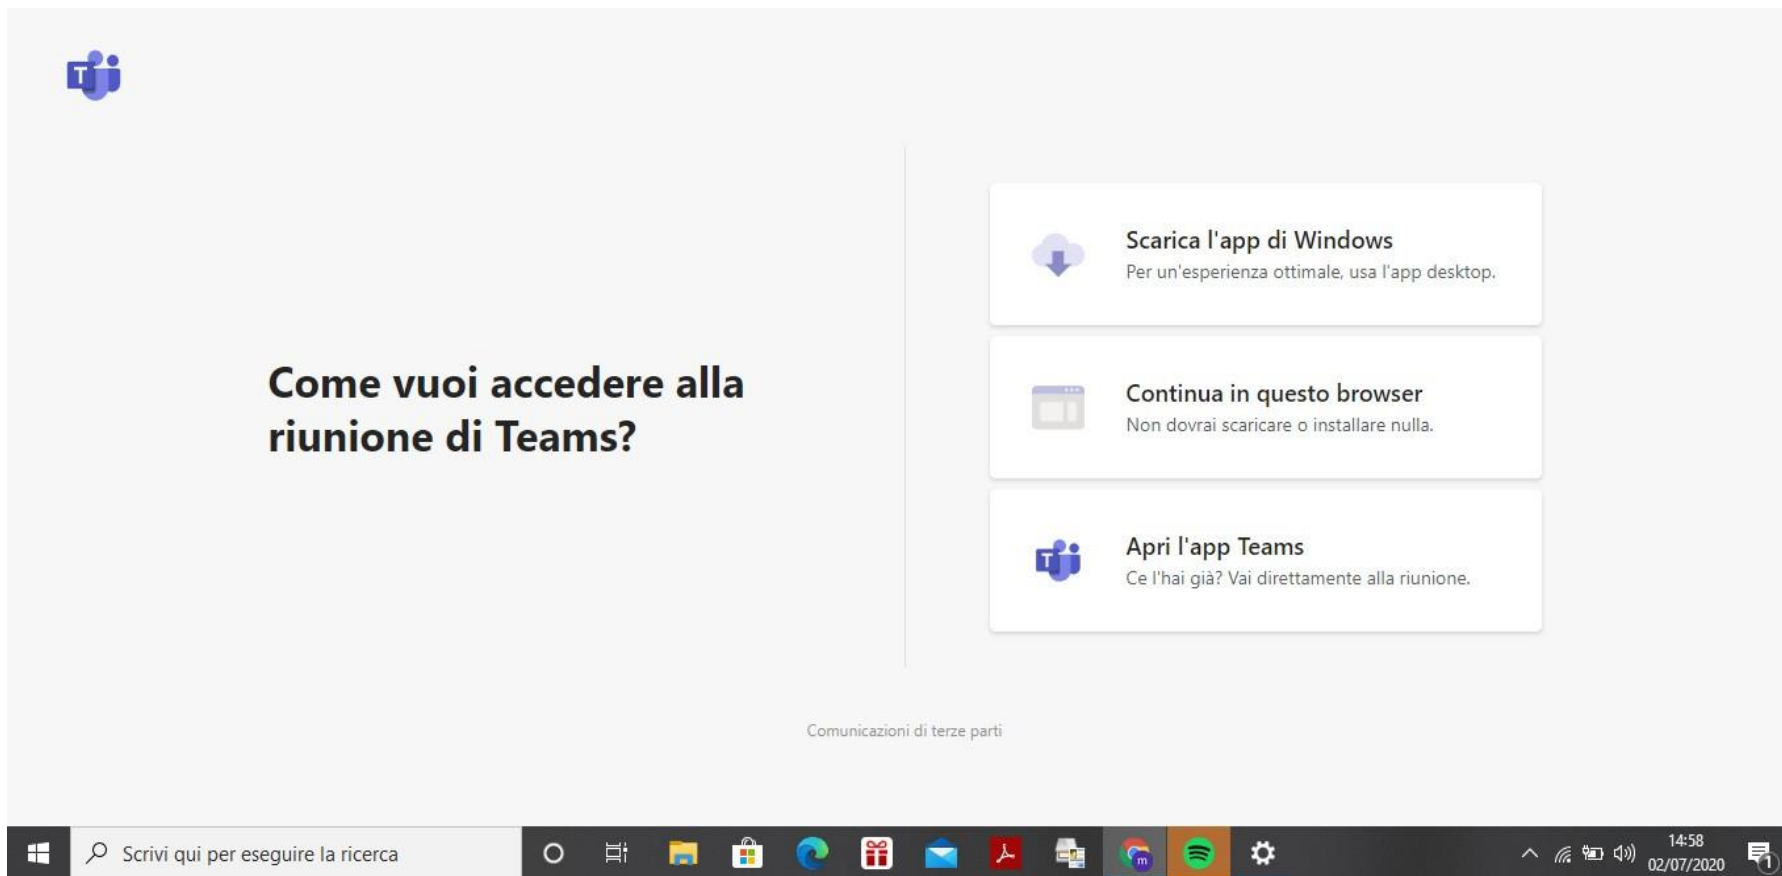 T
Come vuoi accedere alla
riunione di Teams?
Scarica l'app di Windows
Per un'esperienza ottimale, usa l'app desktop.
Continua in questo browser
Non dovrai scaricare o installare nulla.
T
Apri l'app Teams
Ce l'hai già? Vai direttamente alla riunione.
Comunicazioni di terze parti
Scrivi qui per eseguire la ricerca
m
14:58
02/07/2020
1